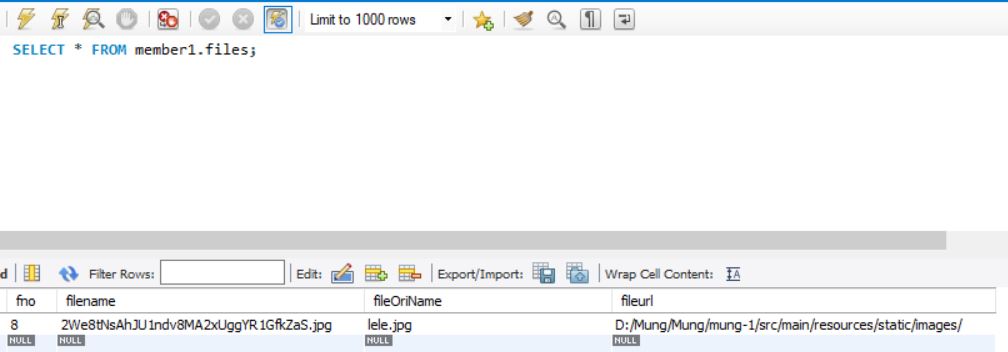 Limit to 1000 rows
SELECT * FROM member1.files;
d Filter Rows: Edit: Export/Import: Wrap Cell Content: IA
fno filename fileOriName fileurl
8 2We8tNsAhJU1ndv8MA2xUggYR1GfkZaS.jpg lele.jpg D:/Mung/Mung/mung-1/src/main/resources/static/images/
NULL NULL NULL NULL